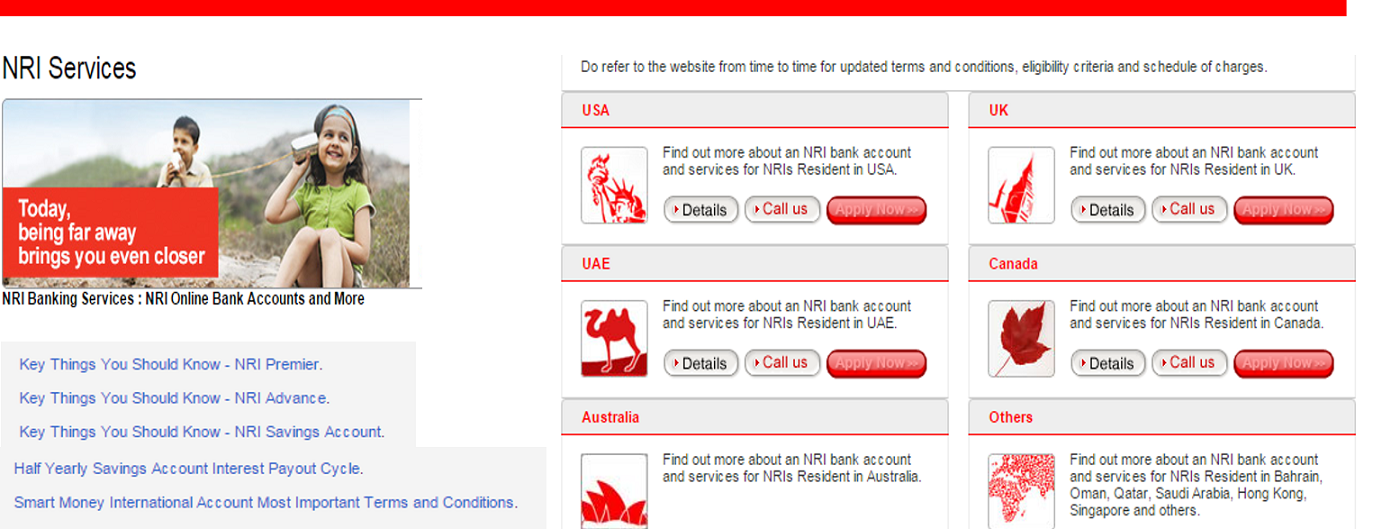 NRI Services
Today,
being far away
brings you even closer
NRI Banking Services : NRI Online Bank Accounts and More
Key Things You Should Know - NRI Premier.
Key Things You Should Know - NRI Advance.
Key Things You Should Know - NRI Savings Account.
Half Yearly Savings Account Interest Payout Cycle.
Smart Money International Account Most Important Terms and Conditions.
Do refer to the website from time to time for updated terms and conditions, eligibility criteria and schedule of charges.
USA
Find out more about an NRI bank account
and services for NRIs Resident in USA.
Details Call us Apply Now>>
UK
Find out more about an NRI bank account
and services for NRIs Resident in UK.
Details Call us Apply Now>>
UAE
Find out more about an NRI bank account
and services for NRIs Resident in UAE.
Details Call us Apply Now>>
Canada
Find out more about an NRI bank account
and services for NRIs Resident in Canada.
Details Call us Apply Now>>
Australia
Find out more about an NRI bank account
and services for NRIs Resident in Australia.
Others
Find out more about an NRI bank account
and services for NRIs Resident in Bahrain,
Oman, Qatar, Saudi Arabia, Hong Kong,
Singapore and others.